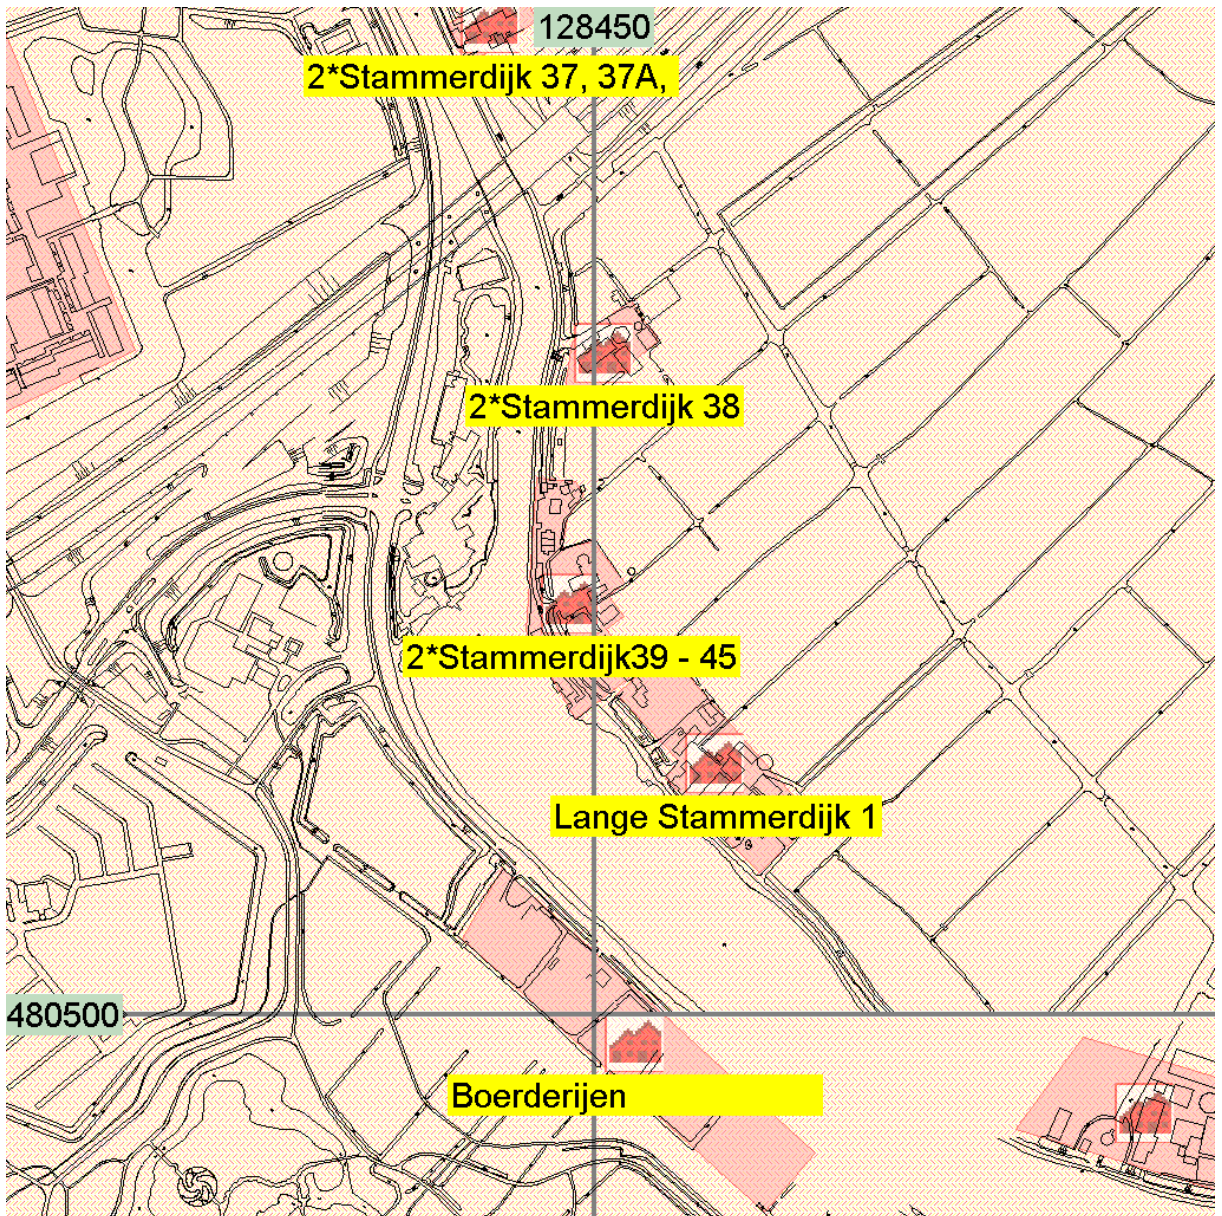 128450
2*Stammerdijk 37, 37A,
2*Stammerdijk 38
2*Stammerdijk39 - 45
Lange Stammerdijk 1
480500
Boerderijen